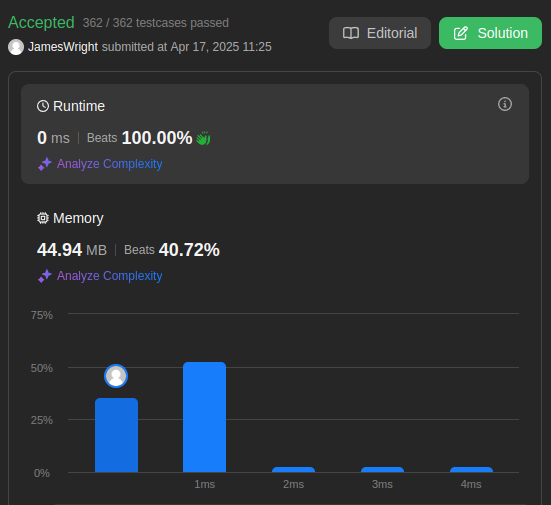 Accepted 362 / 362 testcases passed
JamesWright submitted at Apr 17, 2025 11:25
Editorial
Solution
Runtime
0 ms | Beats 100.00%
Analyze Complexity
Memory
44.94 MB | Beats 40.72%
Analyze Complexity
75%
50%
25%
0%
1ms 2ms 3ms 4ms